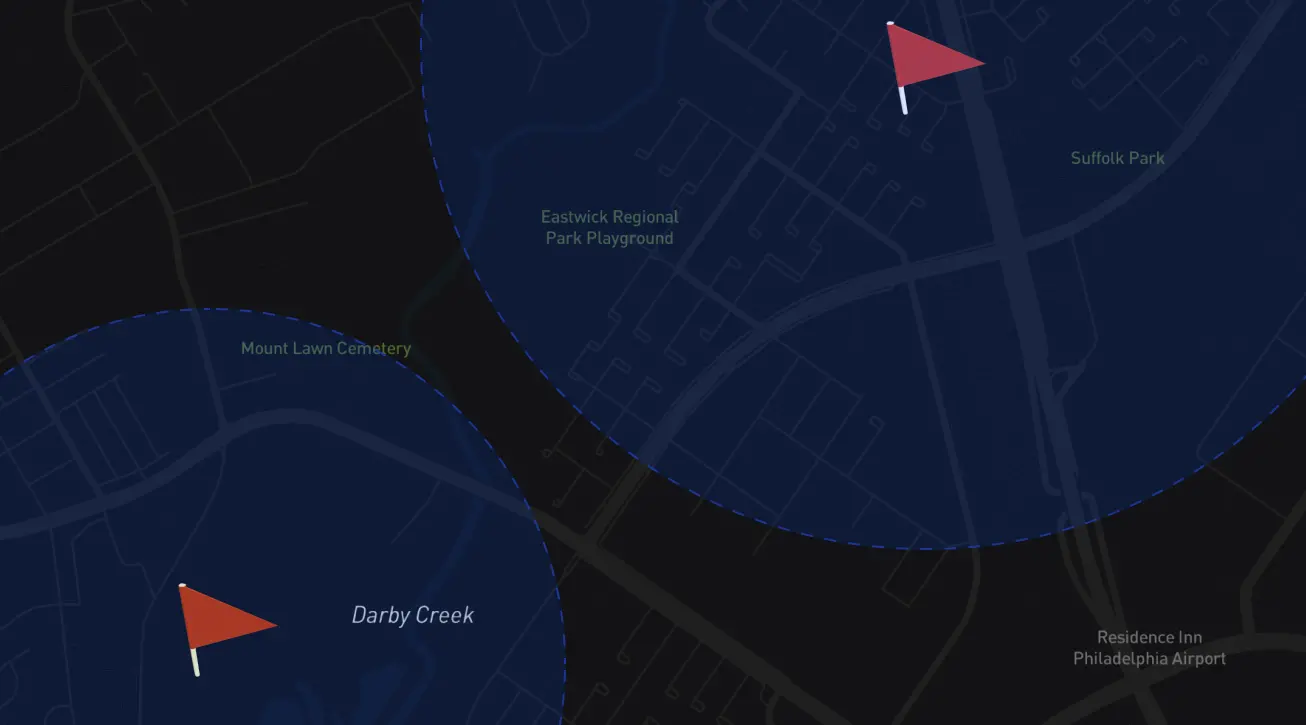 Suffolk Park
Eastwick Regional
Park Playground
Mount Lawn Cemetery
Darby Creek
Residence Inn
Philadelphia Airport